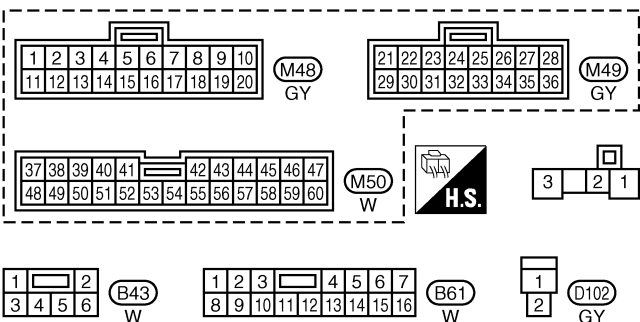 1 2 3 4 5 6 7 8 9 10
11 12 13 14 15 16 17 18 19 20
M48
GY
21 22 23 24 25 26 27 28
29 30 31 32 33 34 35 36
M49
GY
37 38 39 40 41 42 43 44 45 46 47
48 49 50 51 52 53 54 55 56 57 58 59 60
M50
W
H.S.
3 2 1
1 2
3 4 5 6
B43
W
1 2 3 4 5 6 7
8 9 10 11 12 13 14 15 16
B61
W
1
2
D102
GY